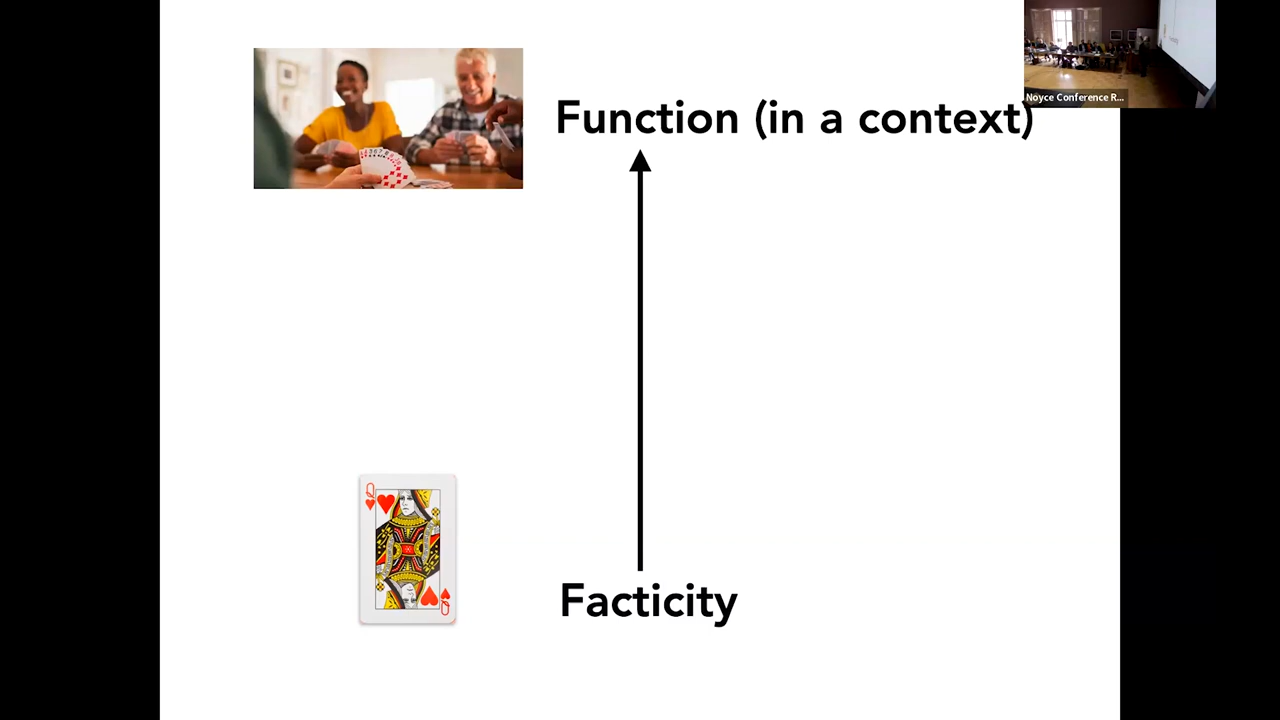 Function (in a context)
Noyce Conference R...
Q
Q
Facticity